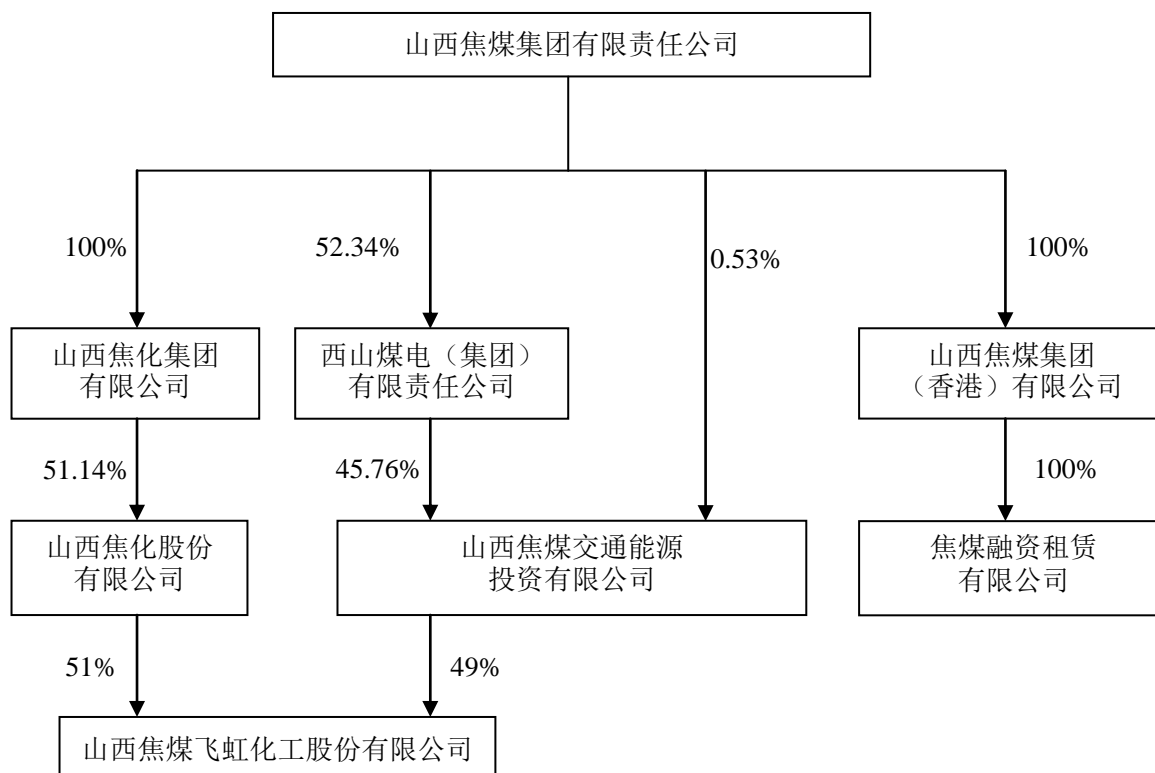 山西焦煤集团有限责任公司
100%
52.34%
0.53%
100%
山西焦化集团
有限公司
西山煤电（集团）
有限责任公司
山西焦煤集团
（香港）有限公司
51.14%
45.76%
100%
山西焦化股份
有限公司
山西焦煤交通能源
投资有限公司
焦煤融资租赁
有限公司
51%
49%
山西焦煤飞虹化工股份有限公司